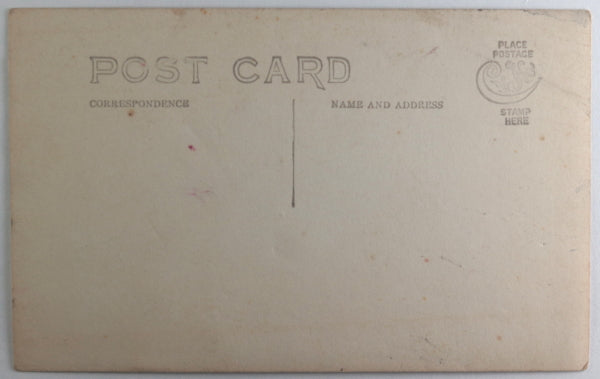 POST CARD
CORRESPONDENCE
NAME AND ADDRESS
PLACE
POSTAGE
STAMP
HERE